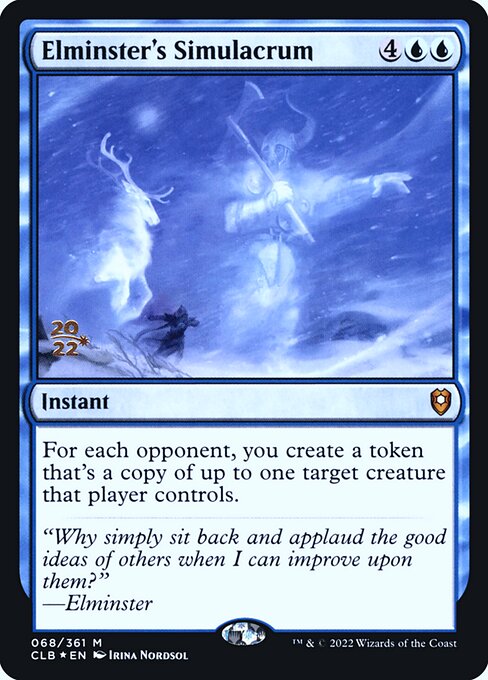 Elminster's Simulacrum 4
20
22
Instant
For each opponent, you create a token
that's a copy of up to one target creature
that player controls.
"Why simply sit back and applaud the good
ideas of others when I can improve upon
them?"
—Elminster
068/361 M
CLB ★ EN Irina Nordsol
™ & © 2022 Wizards of the Coast